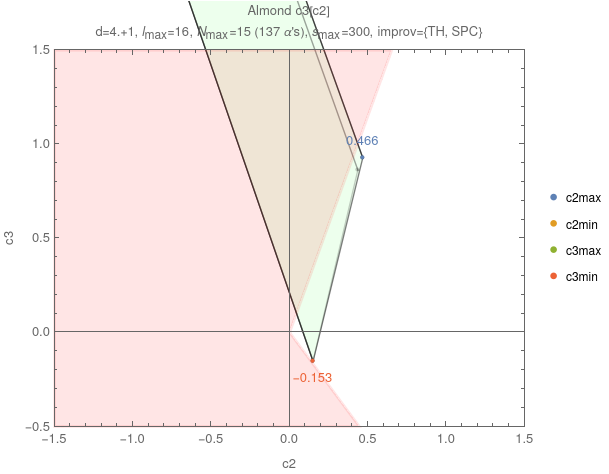 Almond c3[c2]
d=4.+1, lmax=16, Nmax=15 (137 α's), smax=300, improv={TH, SPC}
1.5
1.0
0.5
0.0
−0.5
c3
0.466
−0.153
c2max
c2min
c3max
c3min
−1.5 −1.0 −0.5 0.0 0.5 1.0 1.5
c2